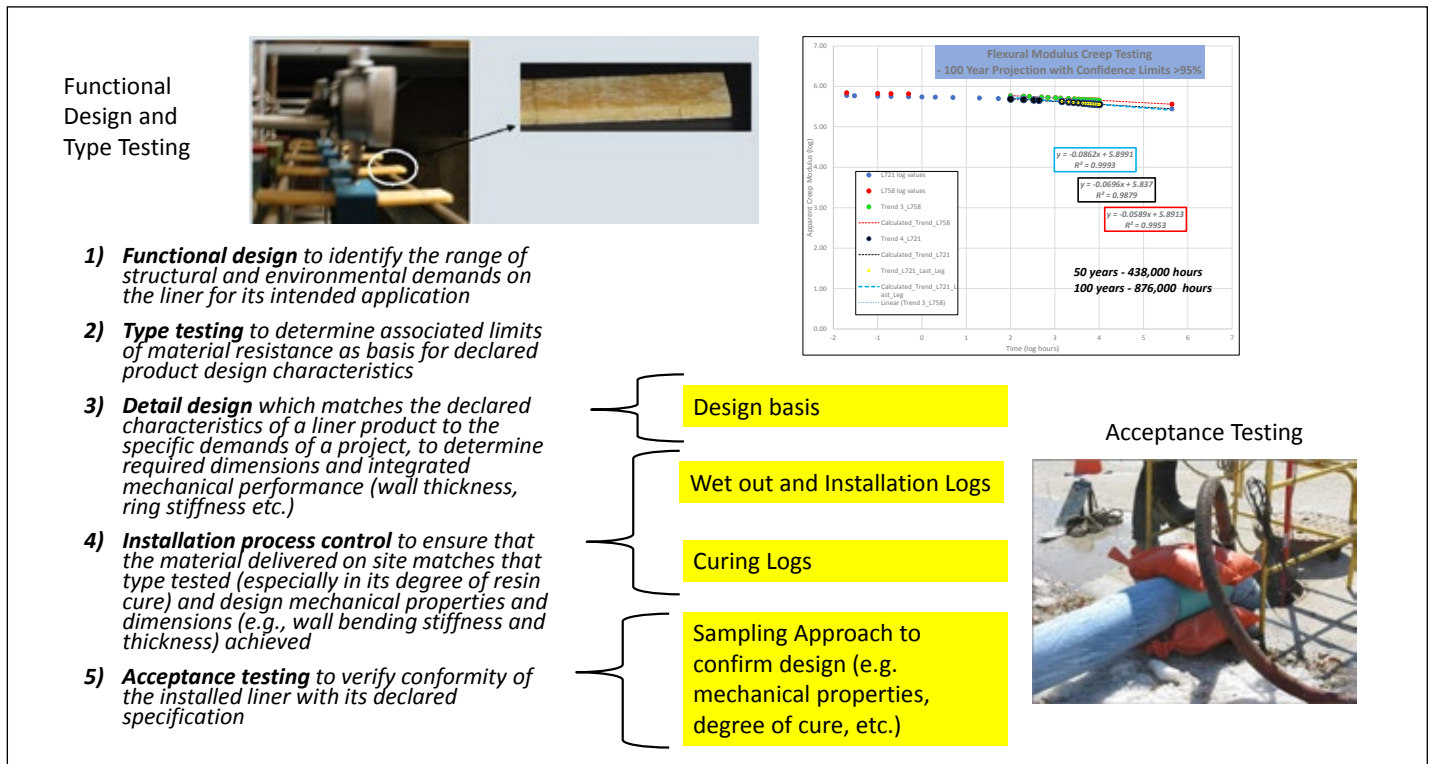 Functional
Design and
Type Testing
Flexural Modulus Creep Testing
- 100 Year Projection with Confidence Limits >95%
7.00
6.00
5.00
4.00
3.00
2.00
1.00
0.00
Apparent Creep Modulus (log)
y = -0.0862x + 5.8991
R² = 0.9993
y = -0.0696x + 5.837
R² = 0.9879
y = -0.0589x + 5.8913
R² = 0.9953
L721 log values
L758 log values
Trend 3_L758
Calculated_Trend_L758
Trend 4_L721
Calculated_Trend_L721
Trend_L721_Last_Leg
Calculated_Trend_L721_L
ast_Leg
Linear (Trend 3_L758)
50 years - 438,000 hours
100 years - 876,000 hours
-2 -1 0 1 2 3 4 5 6 7
Time (log hours)
1) Functional design to identify the range of
structural and environmental demands on
the liner for its intended application
2) Type testing to determine associated limits
of material resistance as basis for declared
product design characteristics
3) Detail design which matches the declared
characteristics of a liner product to the
specific demands of a project, to determine
required dimensions and integrated
mechanical performance (wall thickness,
ring stiffness etc.)
4) Installation process control to ensure that
the material delivered on site matches that
type tested (especially in its degree of resin
cure) and design mechanical properties and
dimensions (e.g., wall bending stiffness and
thickness) achieved
5) Acceptance testing to verify conformity of
the installed liner with its declared
specification
Design basis
Wet out and Installation Logs
Curing Logs
Sampling Approach to
confirm design (e.g.
mechanical properties,
degree of cure, etc.)
Acceptance Testing